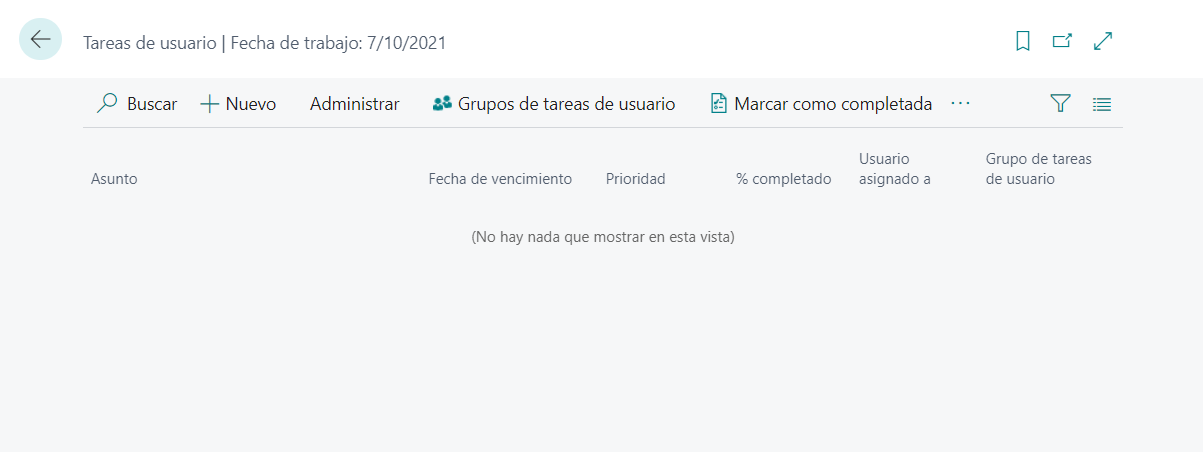 Tareas de usuario | Fecha de trabajo: 7/10/2021
Buscar Nuevo Administrar Grupos de tareas de usuario Marcar como completada ···
Asunto Fecha de vencimiento Prioridad % completado Usuario asignado a Grupo de tareas de usuario
(No hay nada que mostrar en esta vista)